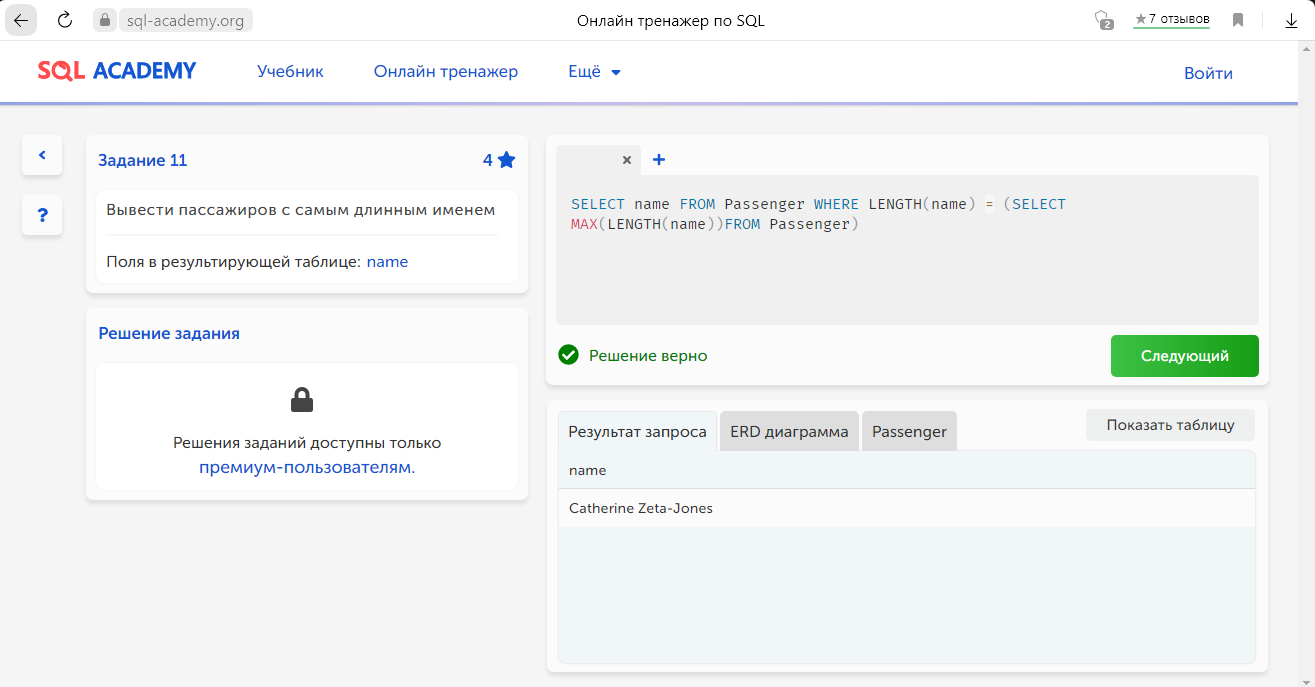 sql-academy.org
Онлайн тренажер по SQL
2
7 отзывов
SQL ACADEMY
Учебник
Онлайн тренажер
Ещё
Войти
Задание 11
4
Вывести пассажиров с самым длинным именем
Поля в результирующей таблице: name
Решение задания
Решения заданий доступны только
премиум-пользователям.
SELECT name FROM Passenger WHERE LENGTH(name) = (SELECT
MAX(LENGTH(name))FROM Passenger)
Решение верно
Следующий
Результат запроса
ERD диаграмма
Passenger
Показать таблицу
name
Catherine Zeta-Jones